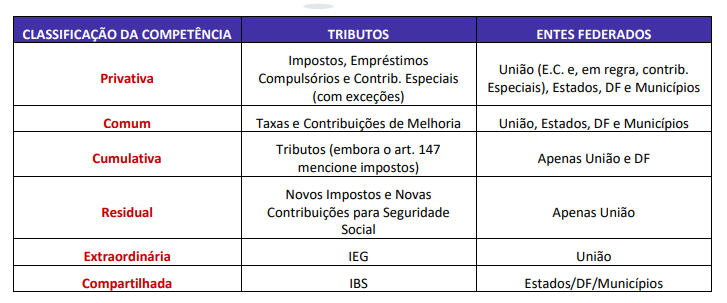 CLASSIFICAÇÃO DA COMPETÊNCIA TRIBUTOS ENTES FEDERADOS
Privativa
Impostos, Empréstimos
Compulsórios e Contrib. Especiais
(com exceções)
União (E.C. e, em regra, contrib.
Especiais), Estados, DF e Municípios
Comum
Taxas e Contribuições de Melhoria
União, Estados, DF e Municípios
Cumulativa
Tributos (embora o art. 147
mencione impostos)
Apenas União e DF
Residual
Novos Impostos e Novas
Contribuições para Seguridade
Social
Apenas União
Extraordinária
IEG
União
Compartilhada
IBS
Estados/DF/Municípios